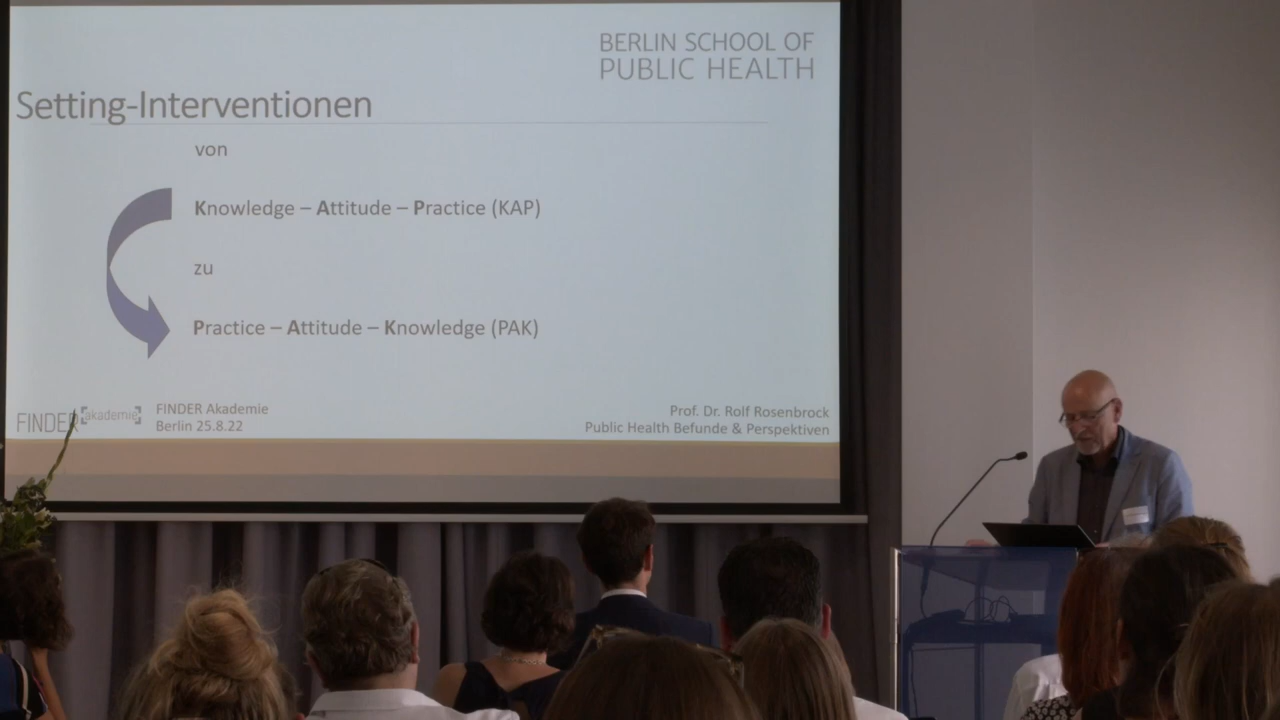 BERLIN SCHOOL OF
PUBLIC HEALTH
Setting-Interventionen
von
Knowledge – Attitude – Practice (KAP)
zu
Practice – Attitude – Knowledge (PAK)
FINDER akademie
FINDER Akademie
Berlin 25.8.22
Prof. Dr. Rolf Rosenbrock
Public Health Befunde & Perspektiven